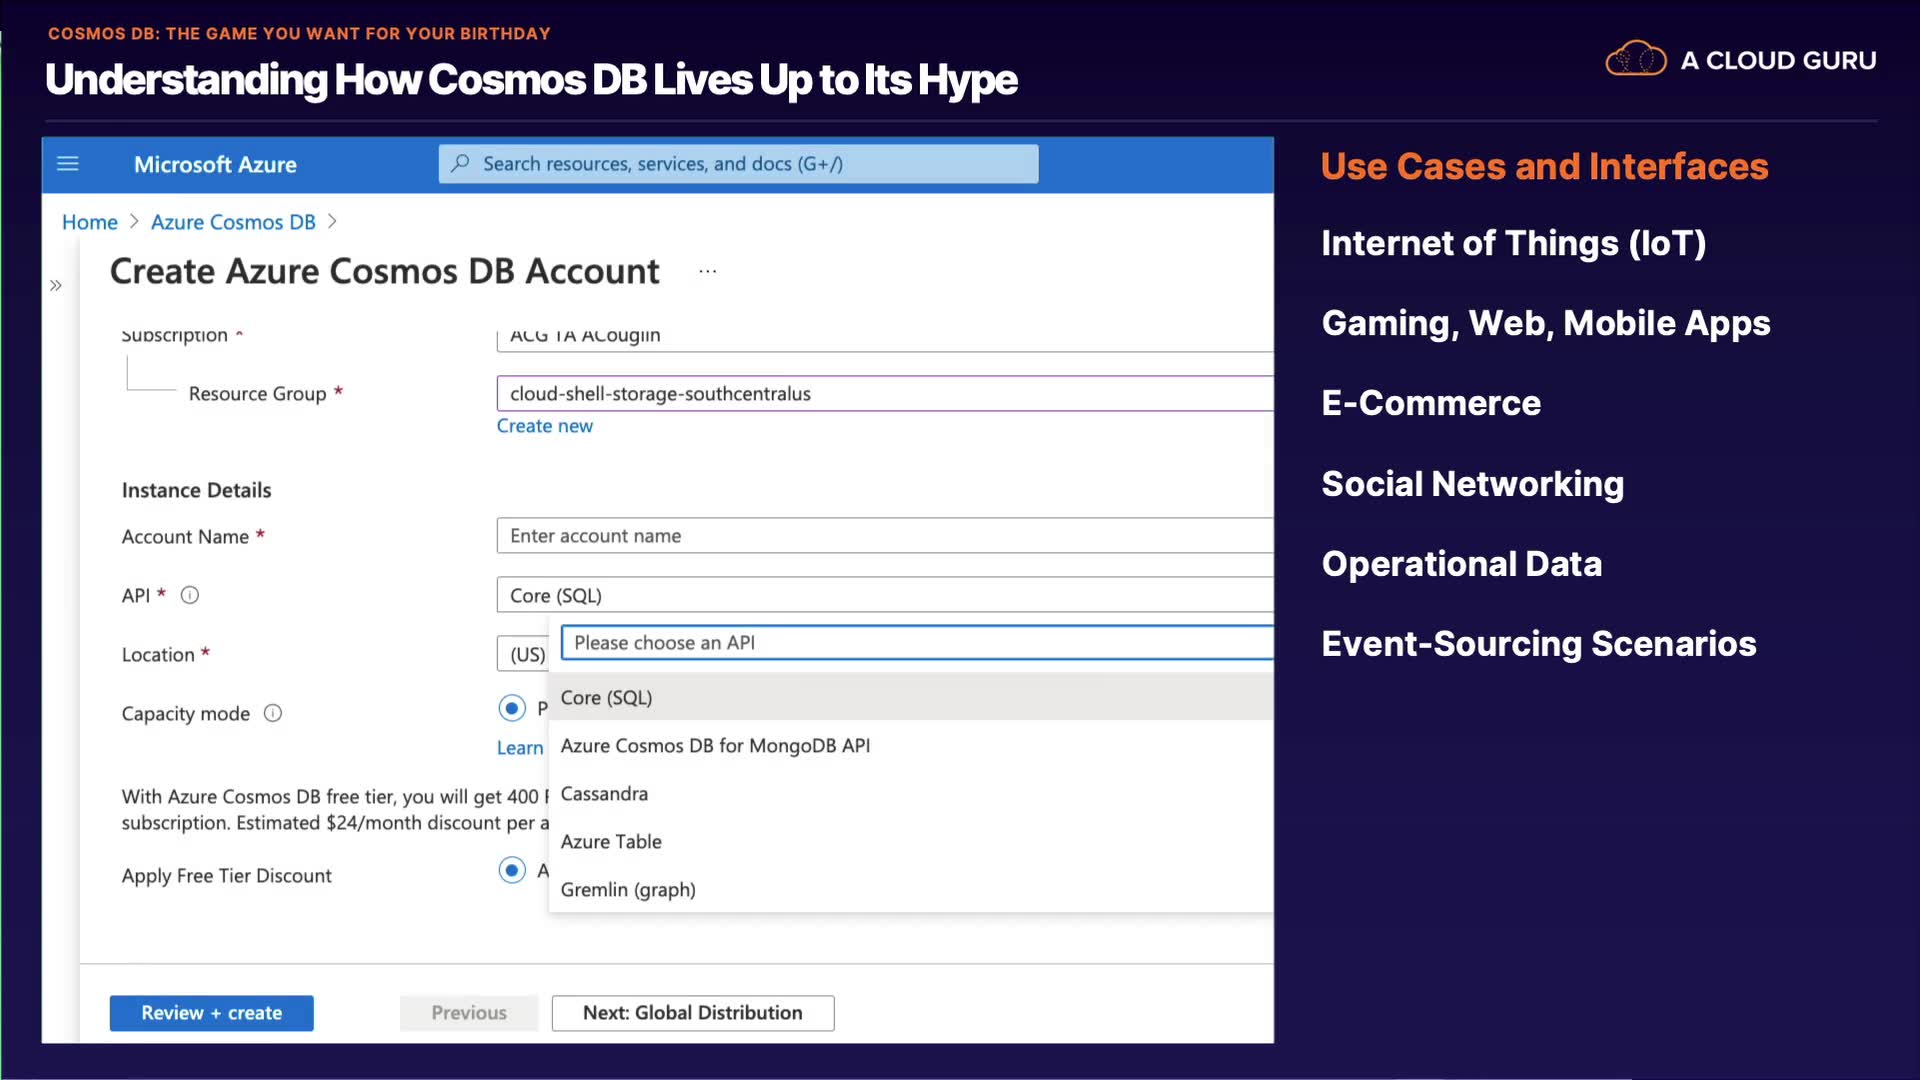 COSMOS DB: THE GAME YOU WANT FOR YOUR BIRTHDAY
Understanding How Cosmos DB Lives Up to Its Hype
A CLOUD GURU
Microsoft Azure
Search resources, services, and docs (G+/)
Home > Azure Cosmos DB >
Create Azure Cosmos DB Account ...
Subscription *
ACG TA ACouglin
Resource Group *
cloud-shell-storage-southcentralus
Create new
Instance Details
Account Name *
Enter account name
API *
Core (SQL)
Please choose an API
Location *
(US)
Core (SQL)
Capacity mode
P
Learn
Azure Cosmos DB for MongoDB API
Cassandra
Azure Table
Gremlin (graph)
With Azure Cosmos DB free tier, you will get 400
subscription. Estimated $24/month discount per a
Apply Free Tier Discount
A
Review + create
Previous
Next: Global Distribution
Use Cases and Interfaces
Internet of Things (IoT)
Gaming, Web, Mobile Apps
E-Commerce
Social Networking
Operational Data
Event-Sourcing Scenarios